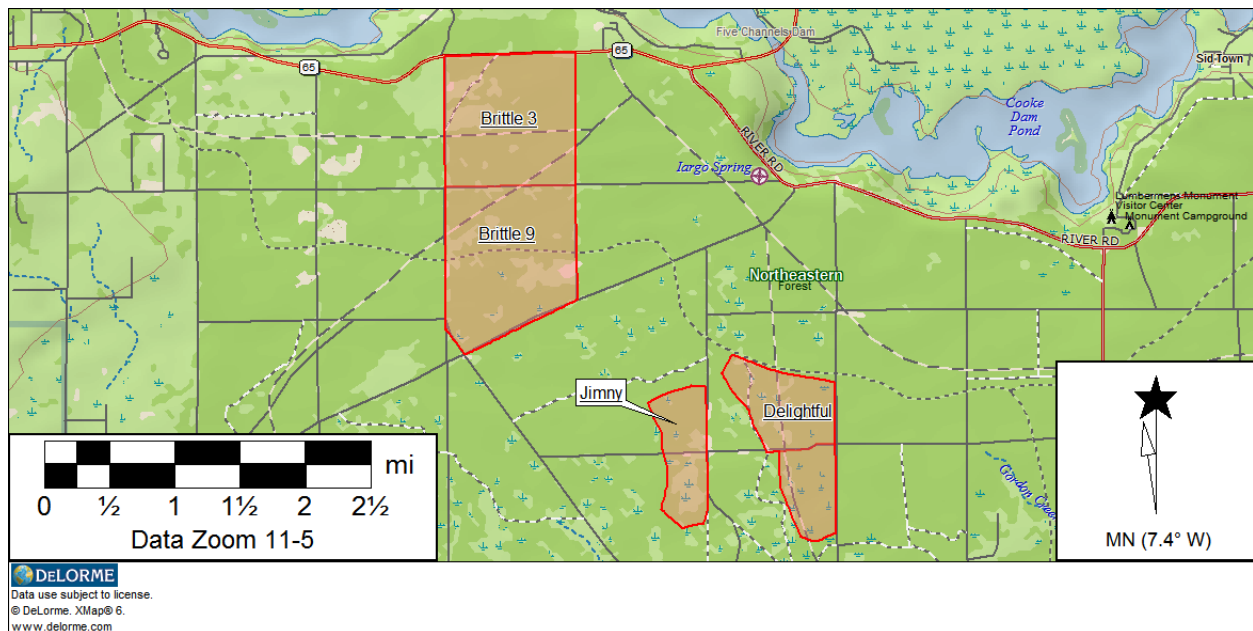 Five Channels Dam
65
65
Sid Town
Cooke
Dam
Pond
Brittle 3
RIVER RD
Iargo Spring
Lumbermens Monument
Visitor Center
Monument Campground
RIVER RD
Brittle 9
Northeastern
Forest
Jimny
Delightful
Gordon Cree
mi
0 ½ 1 1½ 2 2½
Data Zoom 11-5
MN (7.4° W)
DELORME
Data use subject to license.
© DeLorme. XMap® 6.
www.delorme.com